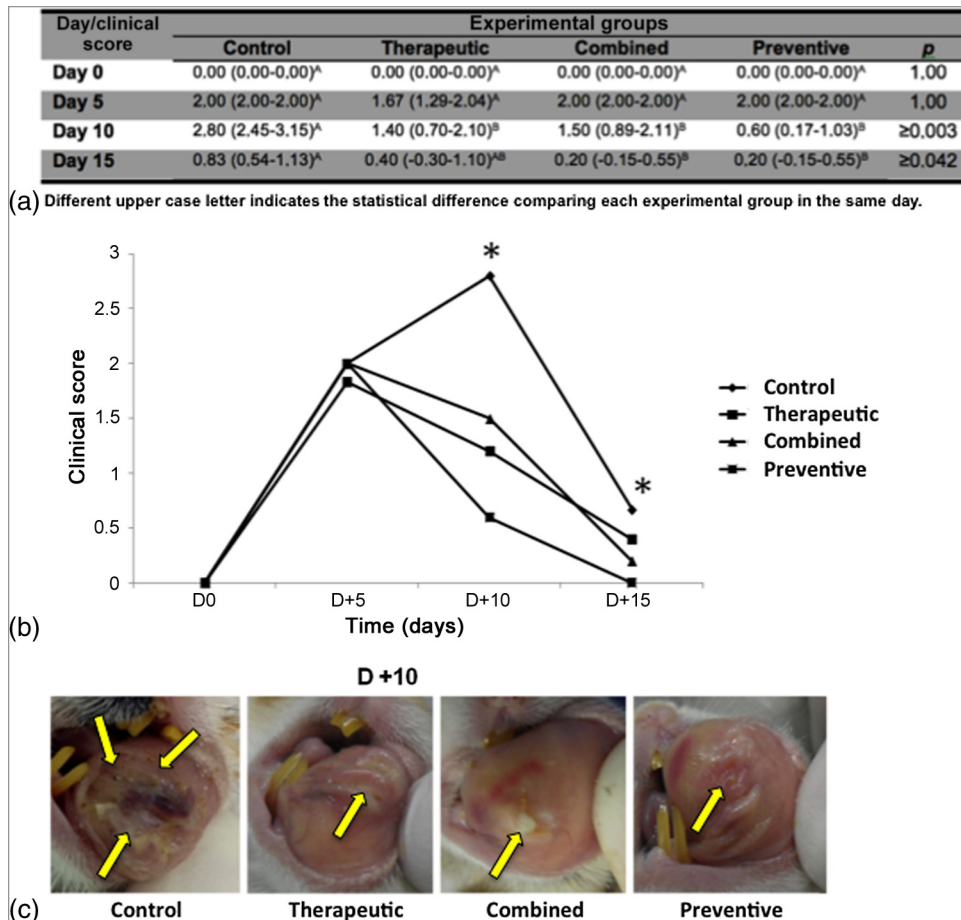 Day/clinical score Experimental groups
Control Therapeutic Combined Preventive p
Day 0 0.00 (0.00-0.00)ᴬ 0.00 (0.00-0.00)ᴬ 0.00 (0.00-0.00)ᴬ 0.00 (0.00-0.00)ᴬ 1.00
Day 5 2.00 (2.00-2.00)ᴬ 1.67 (1.29-2.04)ᴬ 2.00 (2.00-2.00)ᴬ 2.00 (2.00-2.00)ᴬ 1.00
Day 10 2.80 (2.45-3.15)ᴬ 1.40 (0.70-2.10)ᴮ 1.50 (0.89-2.11)ᴮ 0.60 (0.17-1.03)ᴮ ≥0.003
Day 15 0.83 (0.54-1.13)ᴬ 0.40 (-0.30-1.10)ᴬᴮ 0.20 (-0.15-0.55)ᴮ 0,20 (-0.15-0.55)ᴮ ≥0.042
(a) Different upper case letter indicates the statistical difference comparing each experimental group in the same day.
3
2.5
2
1.5
1
0.5
0
Clinical score
* *
D0 D+5 D+10 D+15
Time (days)
Control
Therapeutic
Combined
Preventive
(b)
D +10
(c) Control Therapeutic Combined Preventive